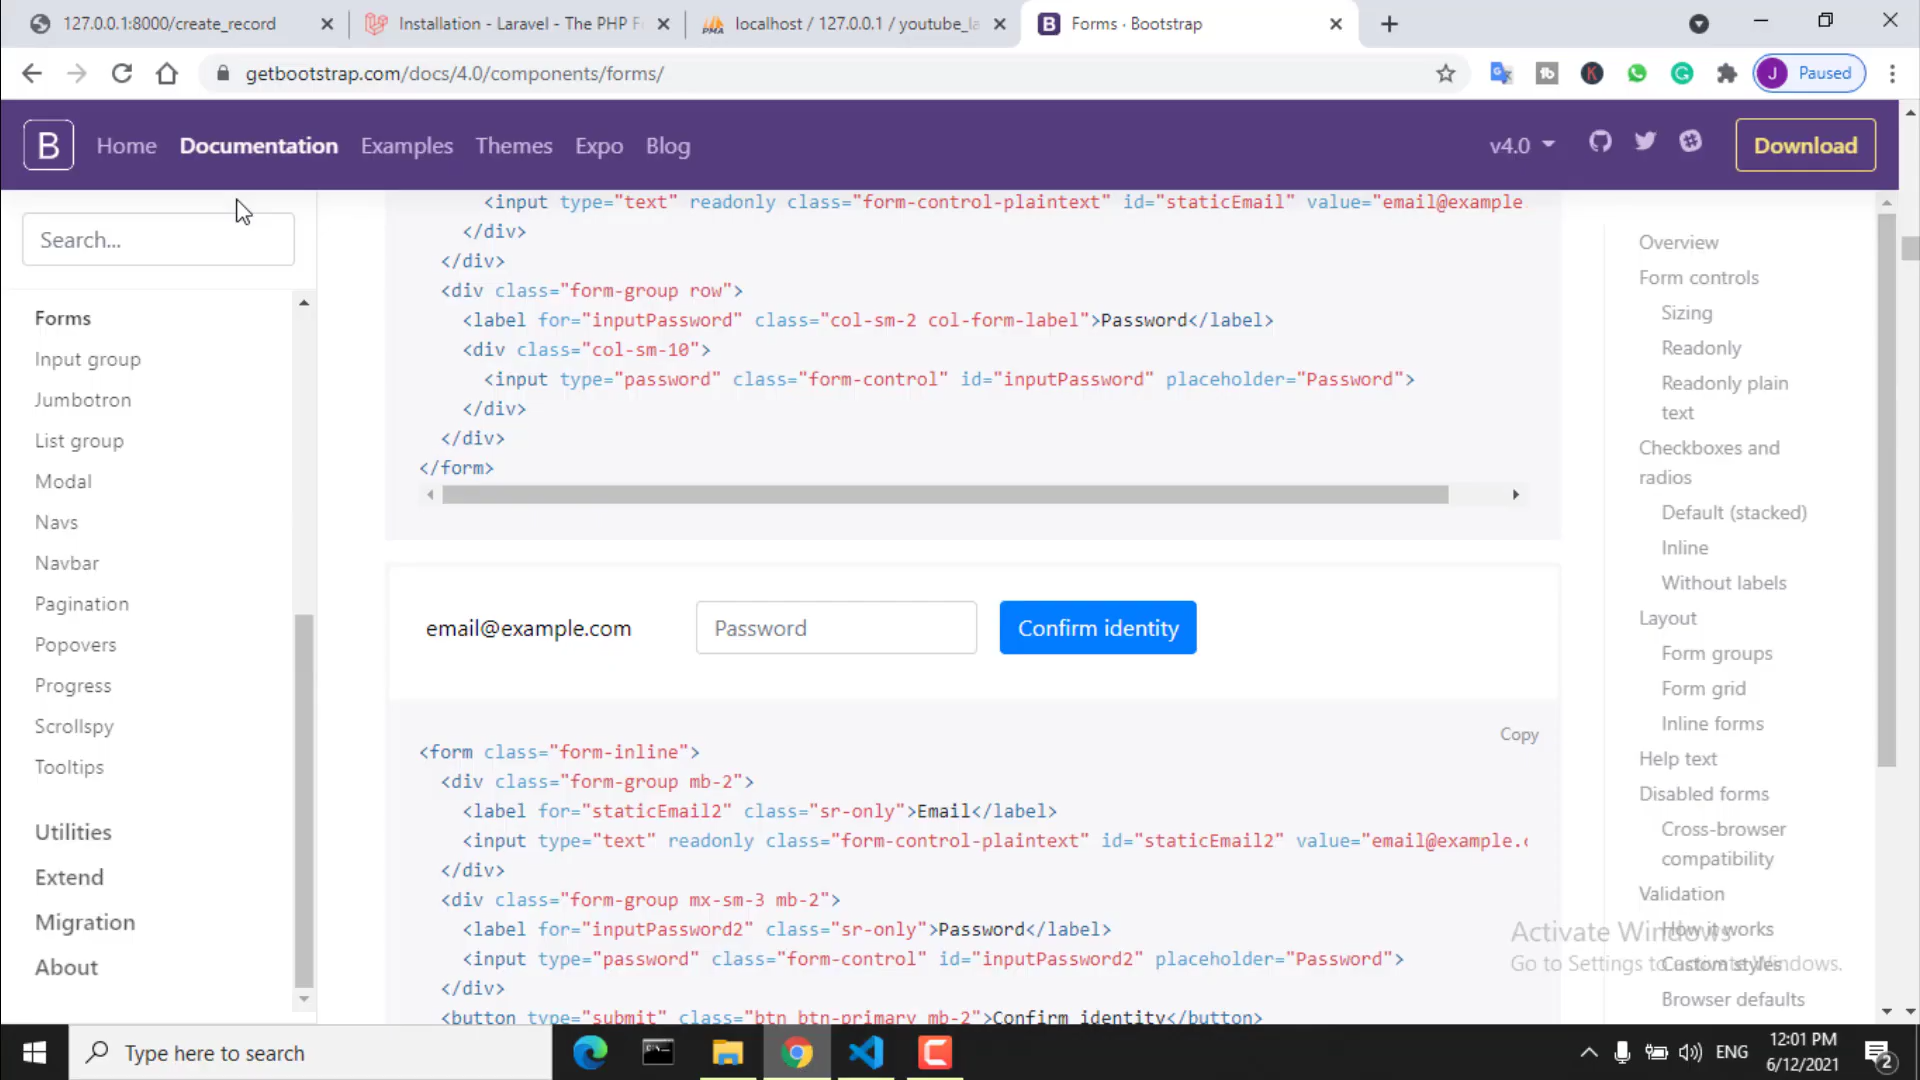 127.0.0.1:8000/create_record
Installation - Laravel - The PHP F
localhost / 127.0.0.1 / youtube_la
B Forms · Bootstrap
getbootstrap.com/docs/4.0/components/forms/
J Paused
B Home Documentation Examples Themes Expo Blog v4.0 Download
Search...
Forms
Input group
Jumbotron
List group
Modal
Navs
Navbar
Pagination
Popovers
Progress
Scrollspy
Tooltips
Utilities
Extend
Migration
About
<input type="text" readonly class="form-control-plaintext" id="staticEmail" value="email@example.
</div>
</div>
<div class="form-group row">
<label for="inputPassword" class="col-sm-2 col-form-label">Password</label>
<div class="col-sm-10">
<input type="password" class="form-control" id="inputPassword" placeholder="Password">
</div>
</div>
</form>
email@example.com Password Confirm identity
Copy
<form class="form-inline">
<div class="form-group mb-2">
<label for="staticEmail2" class="sr-only">Email</label>
<input type="text" readonly class="form-control-plaintext" id="staticEmail2" value="email@example.c
</div>
<div class="form-group mx-sm-3 mb-2">
<label for="inputPassword2" class="sr-only">Password</label>
<input type="password" class="form-control" id="inputPassword2" placeholder="Password">
</div>
<button type="submit" class="btn btn-primary mb-2">Confirm identity</button>
Overview
Form controls
Sizing
Readonly
Readonly plain
text
Checkboxes and
radios
Default (stacked)
Inline
Without labels
Layout
Form groups
Form grid
Inline forms
Help text
Disabled forms
Cross-browser
compatibility
Validation
How it works
Custom styles
Browser defaults
Activate Windows
Go to Settings to activate Windows.
Type here to search
ENG
12:01 PM
6/12/2021
2